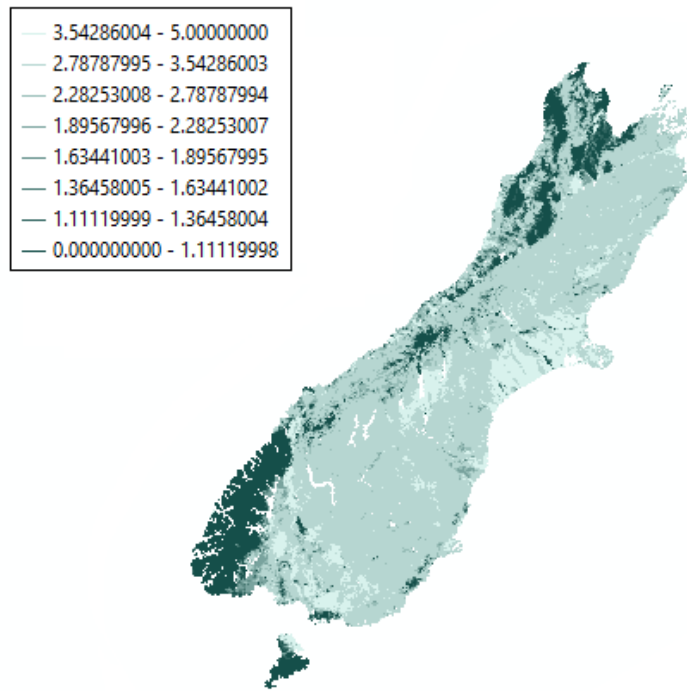 3.54286004 - 5.00000000
2.78787995 - 3.54286003
2.28253008 - 2.78787994
1.89567996 - 2.28253007
1.63441003 - 1.89567995
1.36458005 - 1.63441002
1.11119999 - 1.36458004
0.000000000 - 1.11119998